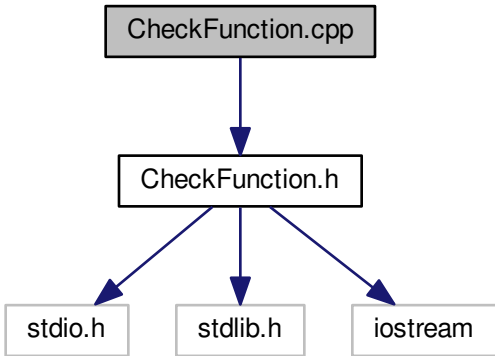 CheckFunction.cpp
CheckFunction.h
stdio.h
stdlib.h
iostream